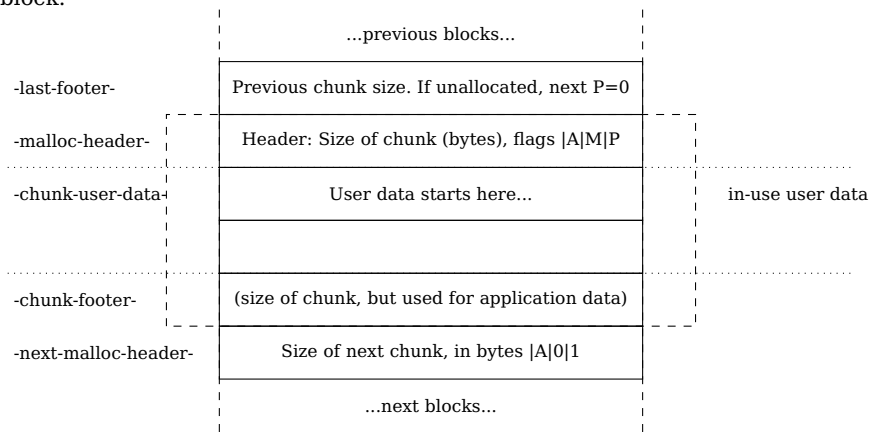 block.
...previous blocks...
-last-footer- Previous chunk size. If unallocated, next P=0
-malloc-header- Header: Size of chunk (bytes), flags |A|M|P
-chunk-user-data- User data starts here... in-use user data
-chunk-footer- (size of chunk, but used for application data)
-next-malloc-header- Size of next chunk, in bytes |A|0|1
...next blocks...